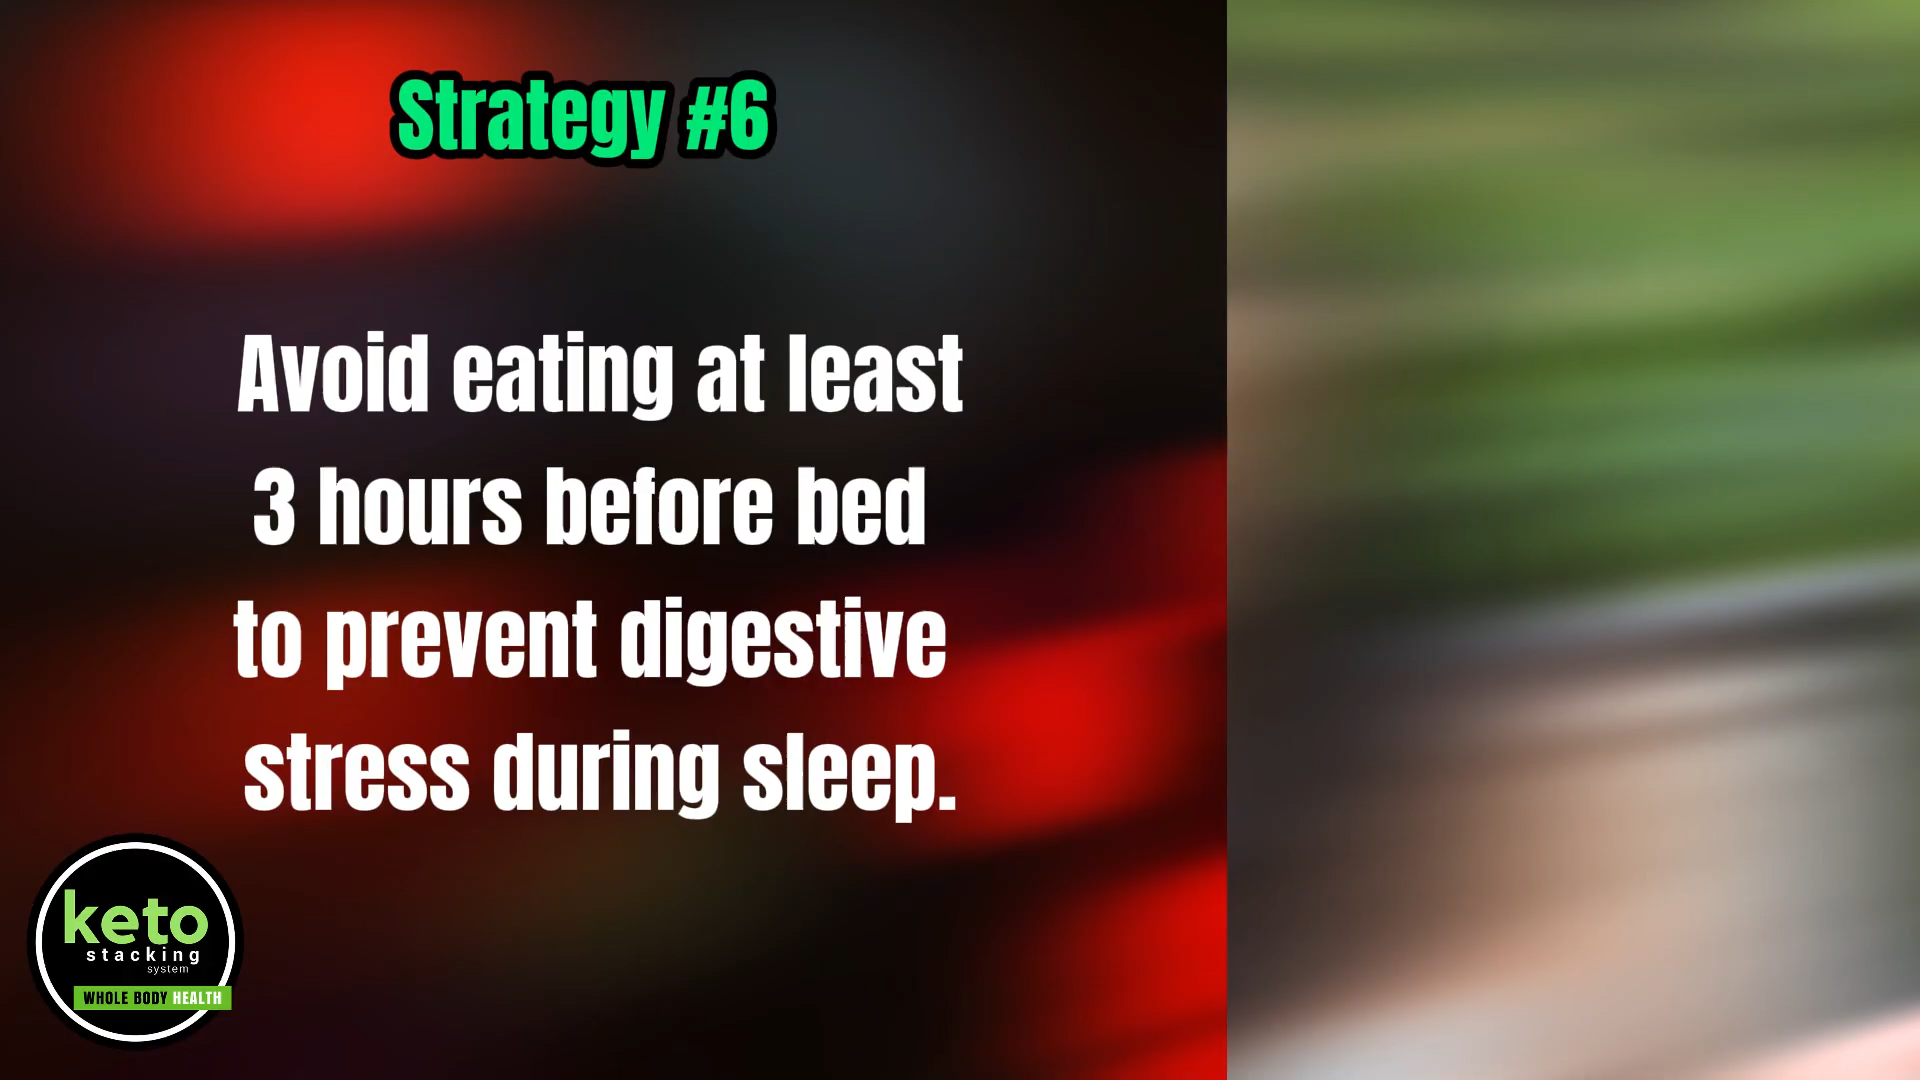 Strategy #6
Avoid eating at least
3 hours before bed
to prevent digestive
stress during sleep.
keto
stacking
system
WHOLE BODY HEALTH